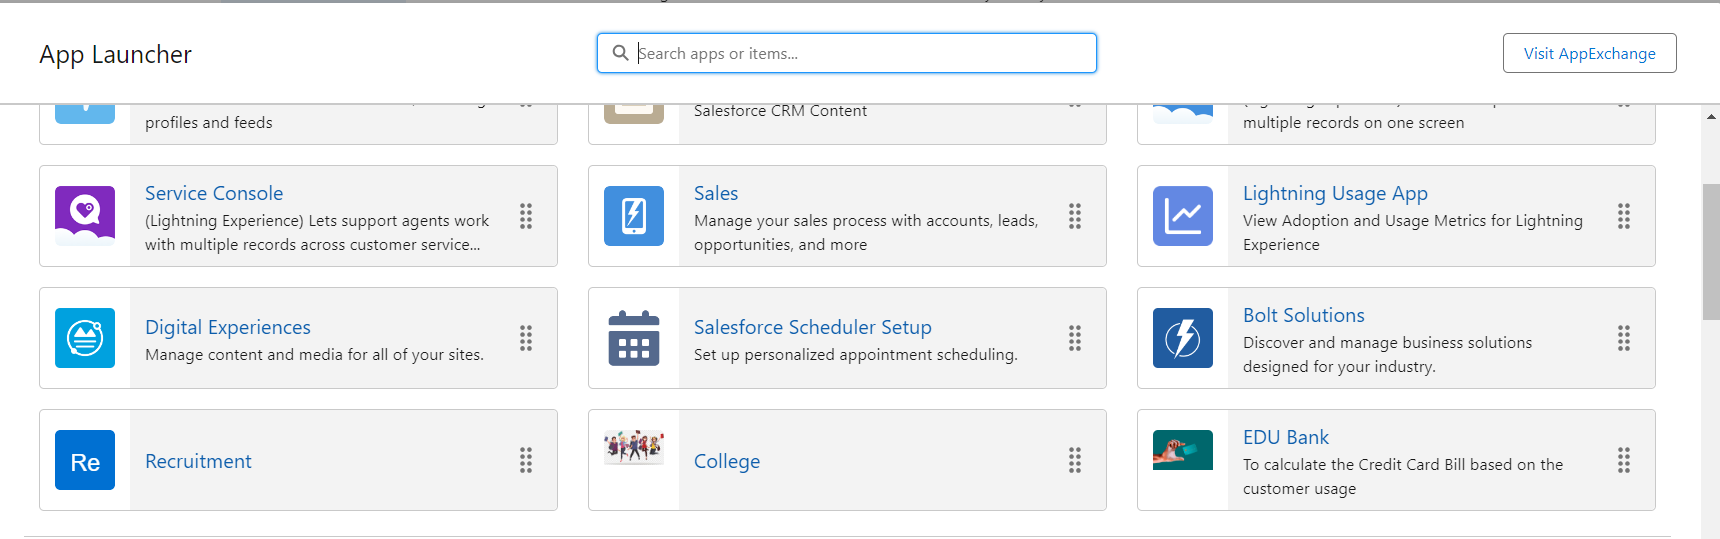 App Launcher
Search apps or items...
Visit AppExchange
profiles and feeds
Salesforce CRM Content
multiple records on one screen
Service Console
(Lightning Experience) Lets support agents work
with multiple records across customer service...
Sales
Manage your sales process with accounts, leads,
opportunities, and more
Lightning Usage App
View Adoption and Usage Metrics for Lightning
Experience
Digital Experiences
Manage content and media for all of your sites.
Salesforce Scheduler Setup
Set up personalized appointment scheduling.
Bolt Solutions
Discover and manage business solutions
designed for your industry.
Re
Recruitment
College
EDU Bank
To calculate the Credit Card Bill based on the
customer usage